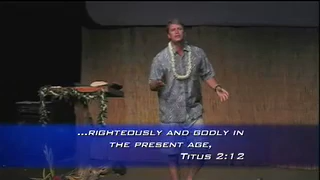 ...RIGHTEOUSLY AND GODLY IN
THE PRESENT AGE,
TITUS 2:12